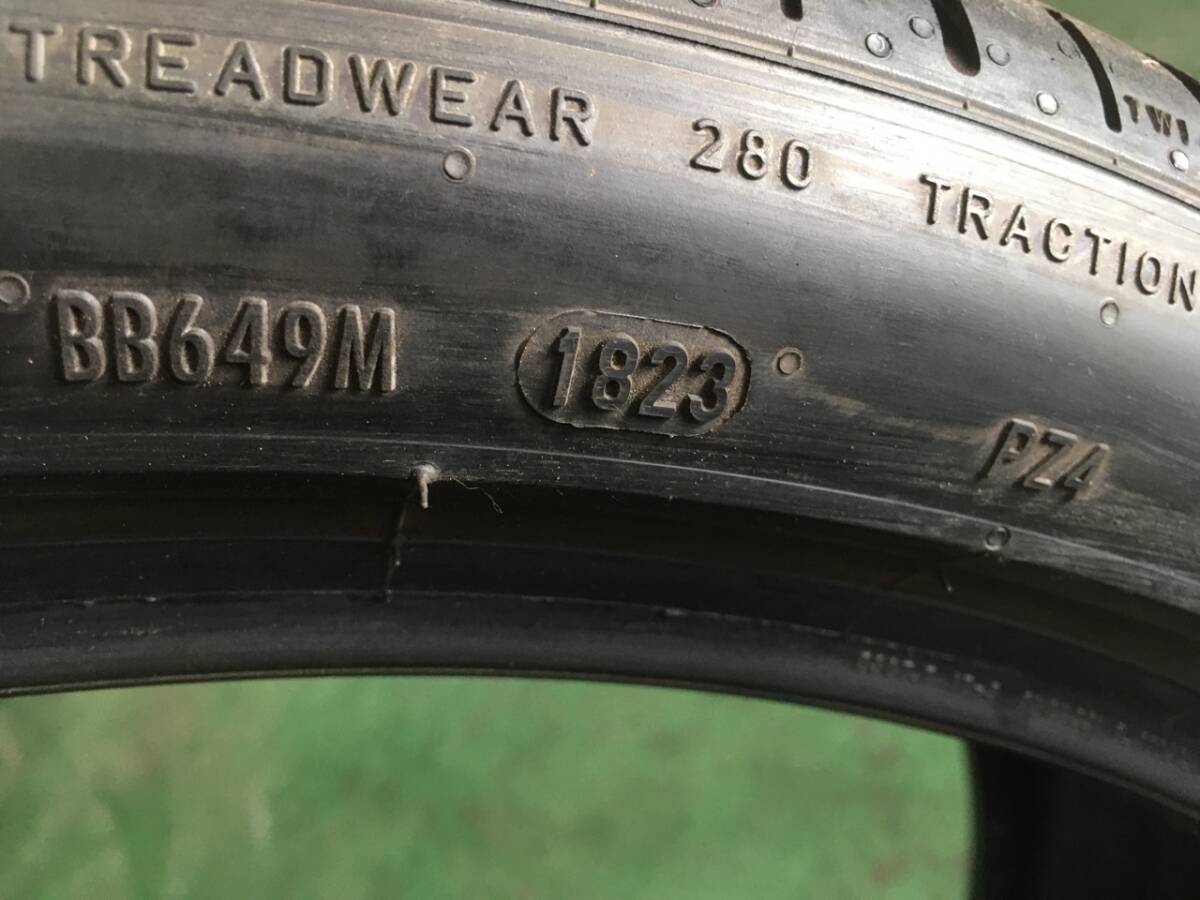 TREADWEAR 280 TRACTION
TWI
BB649M 1823 PZ4